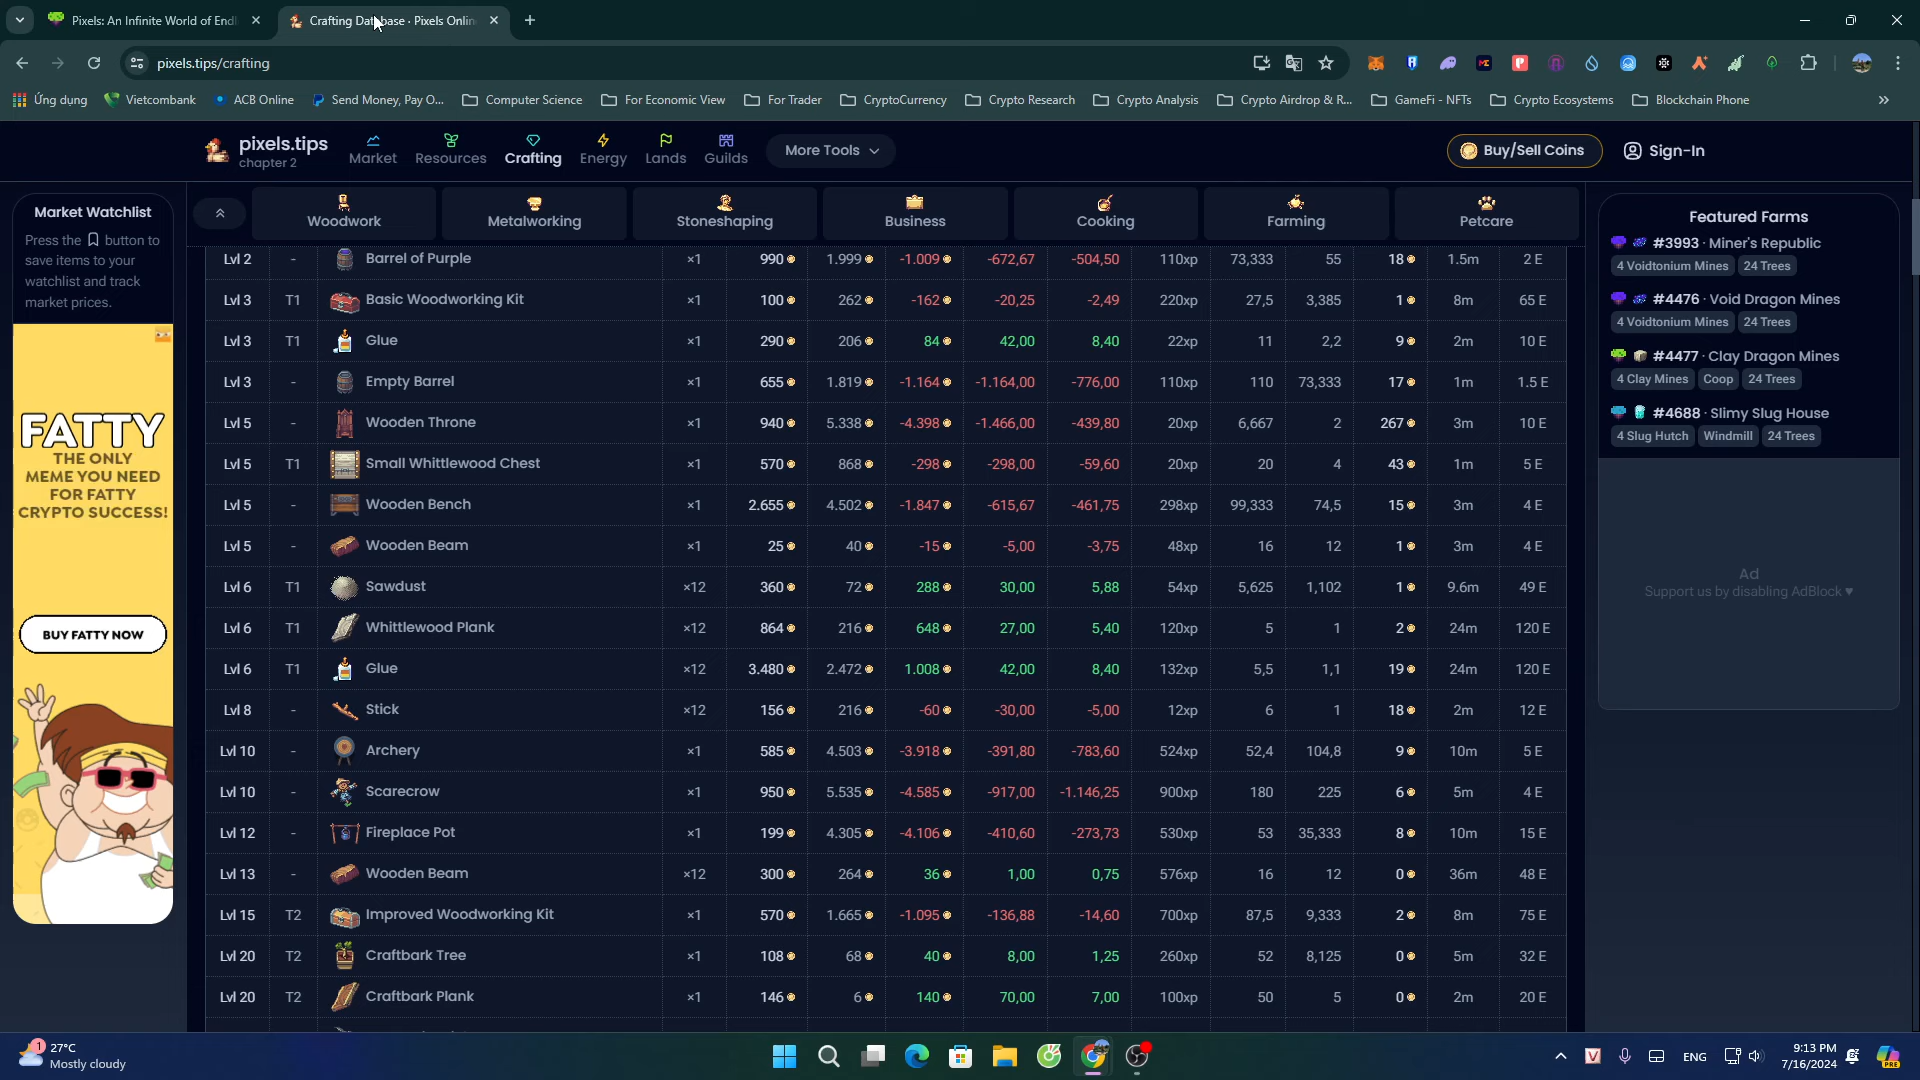 Pixels: An Infinite World of Endl
Crafting Database · Pixels Onlin
pixels.tips/crafting
Ứng dụng
Vietcombank
ACB Online
Send Money, Pay O...
Computer Science
For Economic View
For Trader
CryptoCurrency
Crypto Research
Crypto Analysis
Crypto Airdrop & R...
GameFi - NFTs
Crypto Ecosystems
Blockchain Phone
pixels.tips
chapter 2
Market
Resources
Crafting
Energy
Lands
Guilds
More Tools
Buy/Sell Coins
Sign-In
Market Watchlist
Press the button to
save items to your
watchlist and track
market prices.
FATTY
THE ONLY
MEME YOU NEED
FOR FATTY
CRYPTO SUCCESS!
BUY FATTY NOW
Woodwork
Metalworking
Stoneshaping
Business
Cooking
Farming
Petcare
Lvl 2 - Barrel of Purple ×1 990 1.999 -1.009 -672,67 -504,50 110xp 73,333 55 18 1.5m 2 E
Lvl 3 T1 Basic Woodworking Kit ×1 100 262 -162 -20,25 -2,49 220xp 27,5 3,385 1 8m 65 E
Lvl 3 T1 Glue ×1 290 206 84 42,00 8,40 22xp 11 2,2 9 2m 10 E
Lvl 3 - Empty Barrel ×1 655 1.819 -1.164 -1.164,00 -776,00 110xp 110 73,333 17 1m 1.5 E
Lvl 5 - Wooden Throne ×1 940 5.338 -4.398 -1.466,00 -439,80 20xp 6,667 2 267 3m 10 E
Lvl 5 T1 Small Whittlewood Chest ×1 570 868 -298 -298,00 -59,60 20xp 20 4 43 1m 5 E
Lvl 5 - Wooden Bench ×1 2.655 4.502 -1.847 -615,67 -461,75 298xp 99,333 74,5 15 3m 4 E
Lvl 5 - Wooden Beam ×1 25 40 -15 -5,00 -3,75 48xp 16 12 1 3m 4 E
Lvl 6 T1 Sawdust ×12 360 72 288 30,00 5,88 54xp 5,625 1,102 1 9.6m 49 E
Lvl 6 T1 Whittlewood Plank ×12 864 216 648 27,00 5,40 120xp 5 1 2 24m 120 E
Lvl 6 T1 Glue ×12 3.480 2.472 1.008 42,00 8,40 132xp 5,5 1,1 19 24m 120 E
Lvl 8 - Stick ×12 156 216 -60 -30,00 -5,00 12xp 6 1 18 2m 12 E
Lvl 10 - Archery ×1 585 4.503 -3.918 -391,80 -783,60 524xp 52,4 104,8 9 10m 5 E
Lvl 10 - Scarecrow ×1 950 5.535 -4.585 -917,00 -1.146,25 900xp 180 225 6 5m 4 E
Lvl 12 - Fireplace Pot ×1 199 4.305 -4.106 -410,60 -273,73 530xp 53 35,333 8 10m 15 E
Lvl 13 - Wooden Beam ×12 300 264 36 1,00 0,75 576xp 16 12 0 36m 48 E
Lvl 15 T2 Improved Woodworking Kit ×1 570 1.665 -1.095 -136,88 -14,60 700xp 87,5 9,333 2 8m 75 E
Lvl 20 T2 Craftbark Tree ×1 108 68 40 8,00 1,25 260xp 52 8,125 0 5m 32 E
Lvl 20 T2 Craftbark Plank ×1 146 6 140 70,00 7,00 100xp 50 5 0 2m 20 E
Featured Farms
#3993 · Miner's Republic
4 Voidtonium Mines 24 Trees
#4476 · Void Dragon Mines
4 Voidtonium Mines 24 Trees
#4477 · Clay Dragon Mines
4 Clay Mines Coop 24 Trees
#4688 · Slimy Slug House
4 Slug Hutch Windmill 24 Trees
Ad
Support us by disabling AdBlock ♥
1
27°C
Mostly cloudy
ENG
9:13 PM
7/16/2024